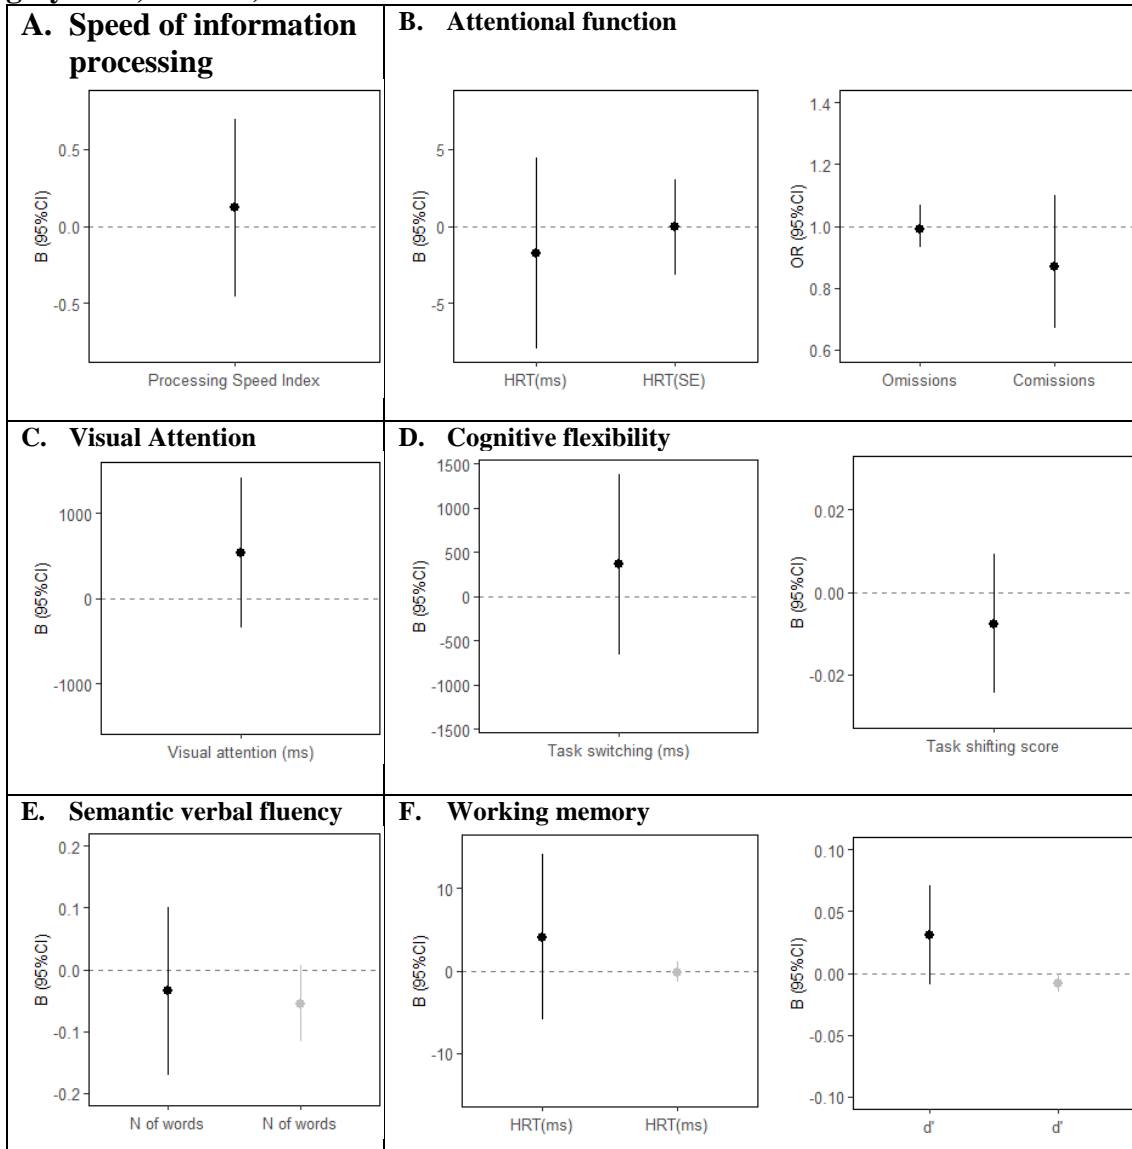 A. Speed of information
processing
0.5
0.0
-0.5
B (95%CI)
Processing Speed Index
B. Attentional function
5
0
-5
B (95%CI)
HRT(ms) HRT(SE)
1.4
1.2
1.0
0.8
0.6
OR (95%CI)
Omissions Comissions
C. Visual Attention
1000
0
-1000
B (95%CI)
Visual attention (ms)
D. Cognitive flexibility
1500
1000
500
0
-500
-1000
-1500
B (95%CI)
Task switching (ms)
0.02
0.00
-0.02
B (95%CI)
Task shifting score
E. Semantic verbal fluency
0.2
0.1
0.0
-0.1
-0.2
B (95%CI)
N of words N of words
F. Working memory
10
0
-10
B (95%CI)
HRT(ms) HRT(ms)
0.10
0.05
0.00
-0.05
-0.10
B (95%CI)
d' d'